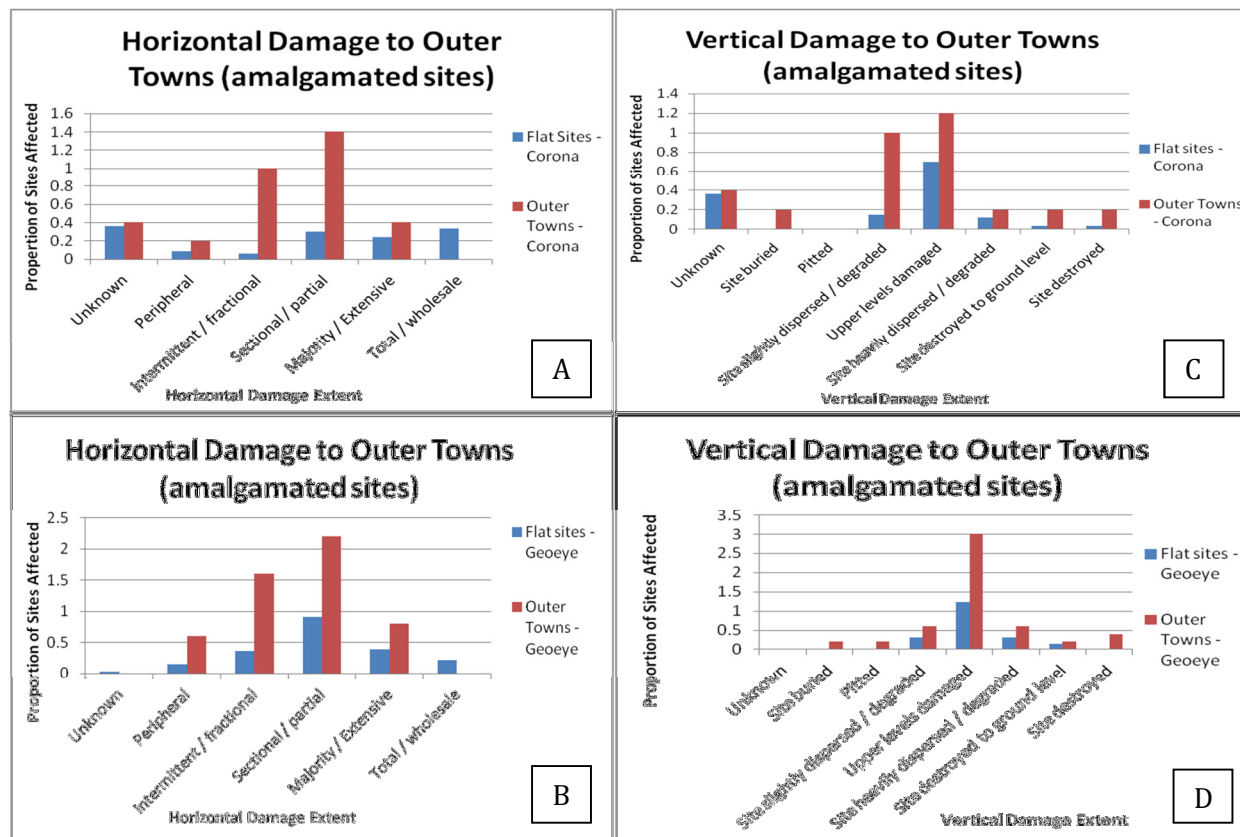 Horizontal Damage to Outer
Towns (amalgamated sites)
Proportion of Sites Affected
1.6
1.4
1.2
1
0.8
0.6
0.4
0.2
0
Unknown
Peripheral
Intermittent / fractional
Sectional / partial
Majority / Extensive
Total / wholesale
Horizontal Damage Extent
Flat Sites -
Corona
Outer
Towns -
Corona
A
Vertical Damage to Outer Towns
(amalgamated sites)
Proportion of Sites Affected
1.4
1.2
1
0.8
0.6
0.4
0.2
0
Unknown
Site buried
Pitted
Site slightly dispersed / degraded
Upper levels damaged
Site heavily dispersed / degraded
Site destroyed to ground level
Site destroyed
Vertical Damage Extent
Flat sites -
Corona
Outer Towns
- Corona
C
Horizontal Damage to Outer Towns
(amalgamated sites)
Proportion of Sites Affected
2.5
2
1.5
1
0.5
0
Unknown
Peripheral
Intermittent / fractional
Sectional / partial
Majority / Extensive
Total / wholesale
Horizontal Damage Extent
Flat sites -
Geoeye
Outer
Towns -
Geoeye
B
Vertical Damage to Outer Towns
(amalgamated sites)
Proportion of Sites Affected
3.5
3
2.5
2
1.5
1
0.5
0
Unknown
Site buried
Pitted
Site slightly dispersed / degraded
Upper levels damaged
Site heavily dispersed / degraded
Site destroyed to ground level
Site destroyed
Vertical Damage Extent
Flat sites -
Geoeye
Outer
Towns -
Geoeye
D